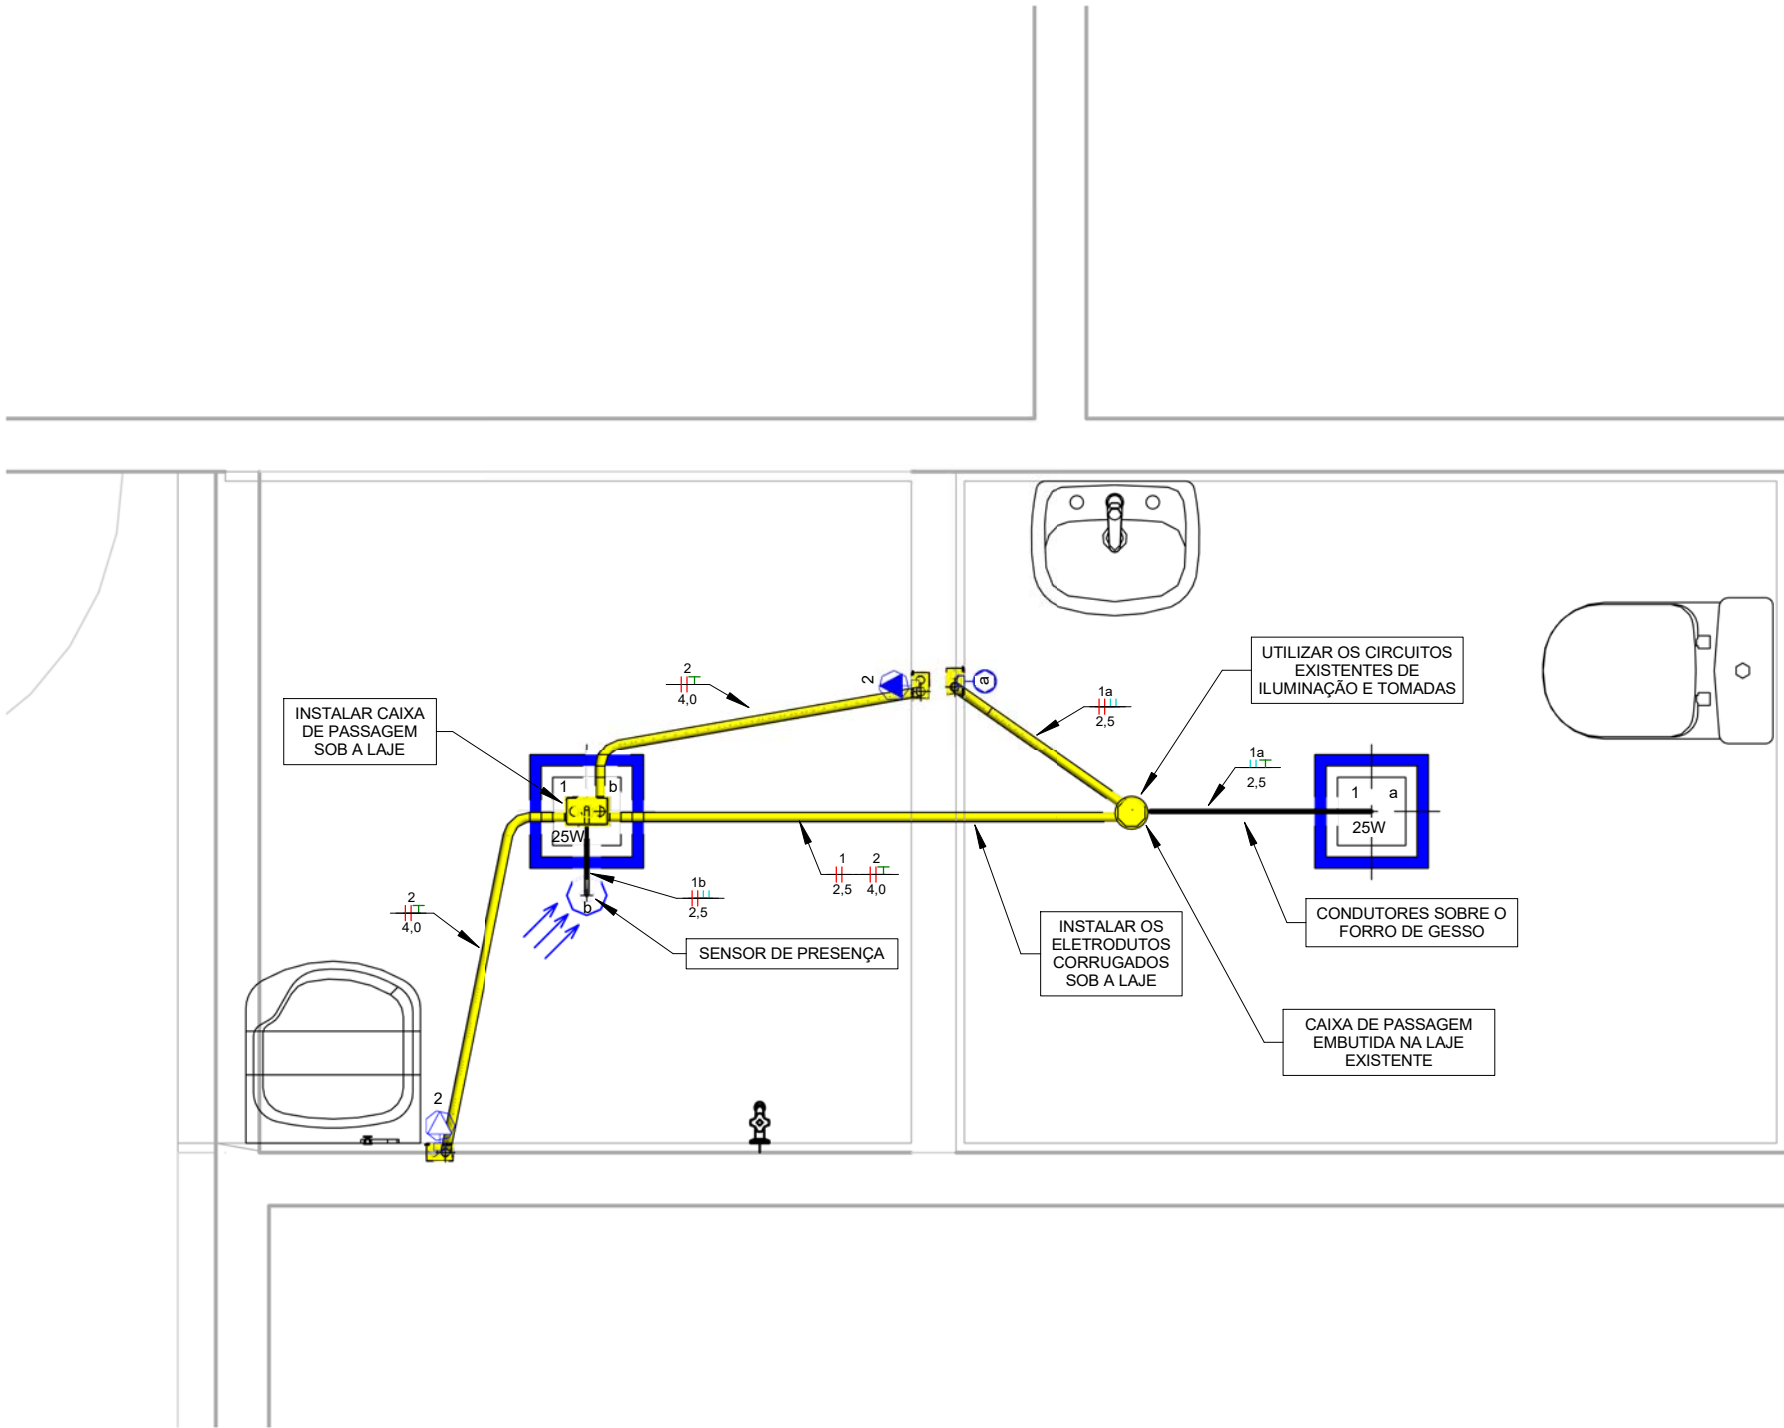 UTILIZAR OS CIRCUITOS
EXISTENTES DE
ILUMINAÇÃO E TOMADAS
2
4,0
2
a
1a
2,5
INSTALAR CAIXA
DE PASSAGEM
SOB A LAJE
1a
2,5
1
b
25W
1
a
25W
1
2
2,5
4,0
1b
2,5
b
2
4,0
SENSOR DE PRESENÇA
INSTALAR OS
ELETRODUTOS
CORRUGADOS
SOB A LAJE
CONDUTORES SOBRE O
FORRO DE GESSO
CAIXA DE PASSAGEM
EMBUTIDA NA LAJE
EXISTENTE
2